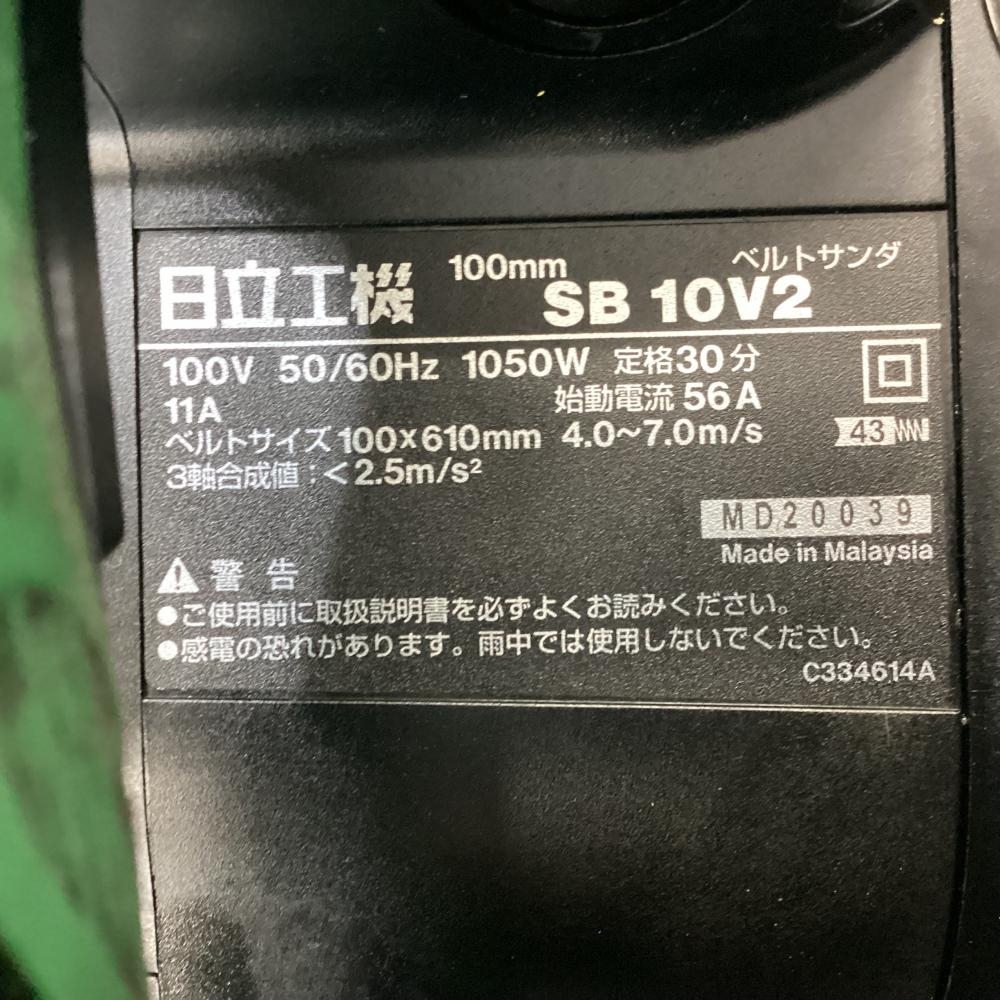 ベルトサンダ
日立工機 100mm SB 10V2
100V 50/60Hz 1050W 定格30分
11A 始動電流 56A
ベルトサイズ 100×610mm 4.0~7.0m/s 43
3軸合成値:<2.5m/s²
MD20039
Made in Malaysia
警告
●ご使用前に取扱説明書を必ずよくお読みください。
●感電の恐れがあります。雨中では使用しないでください。
C334614A